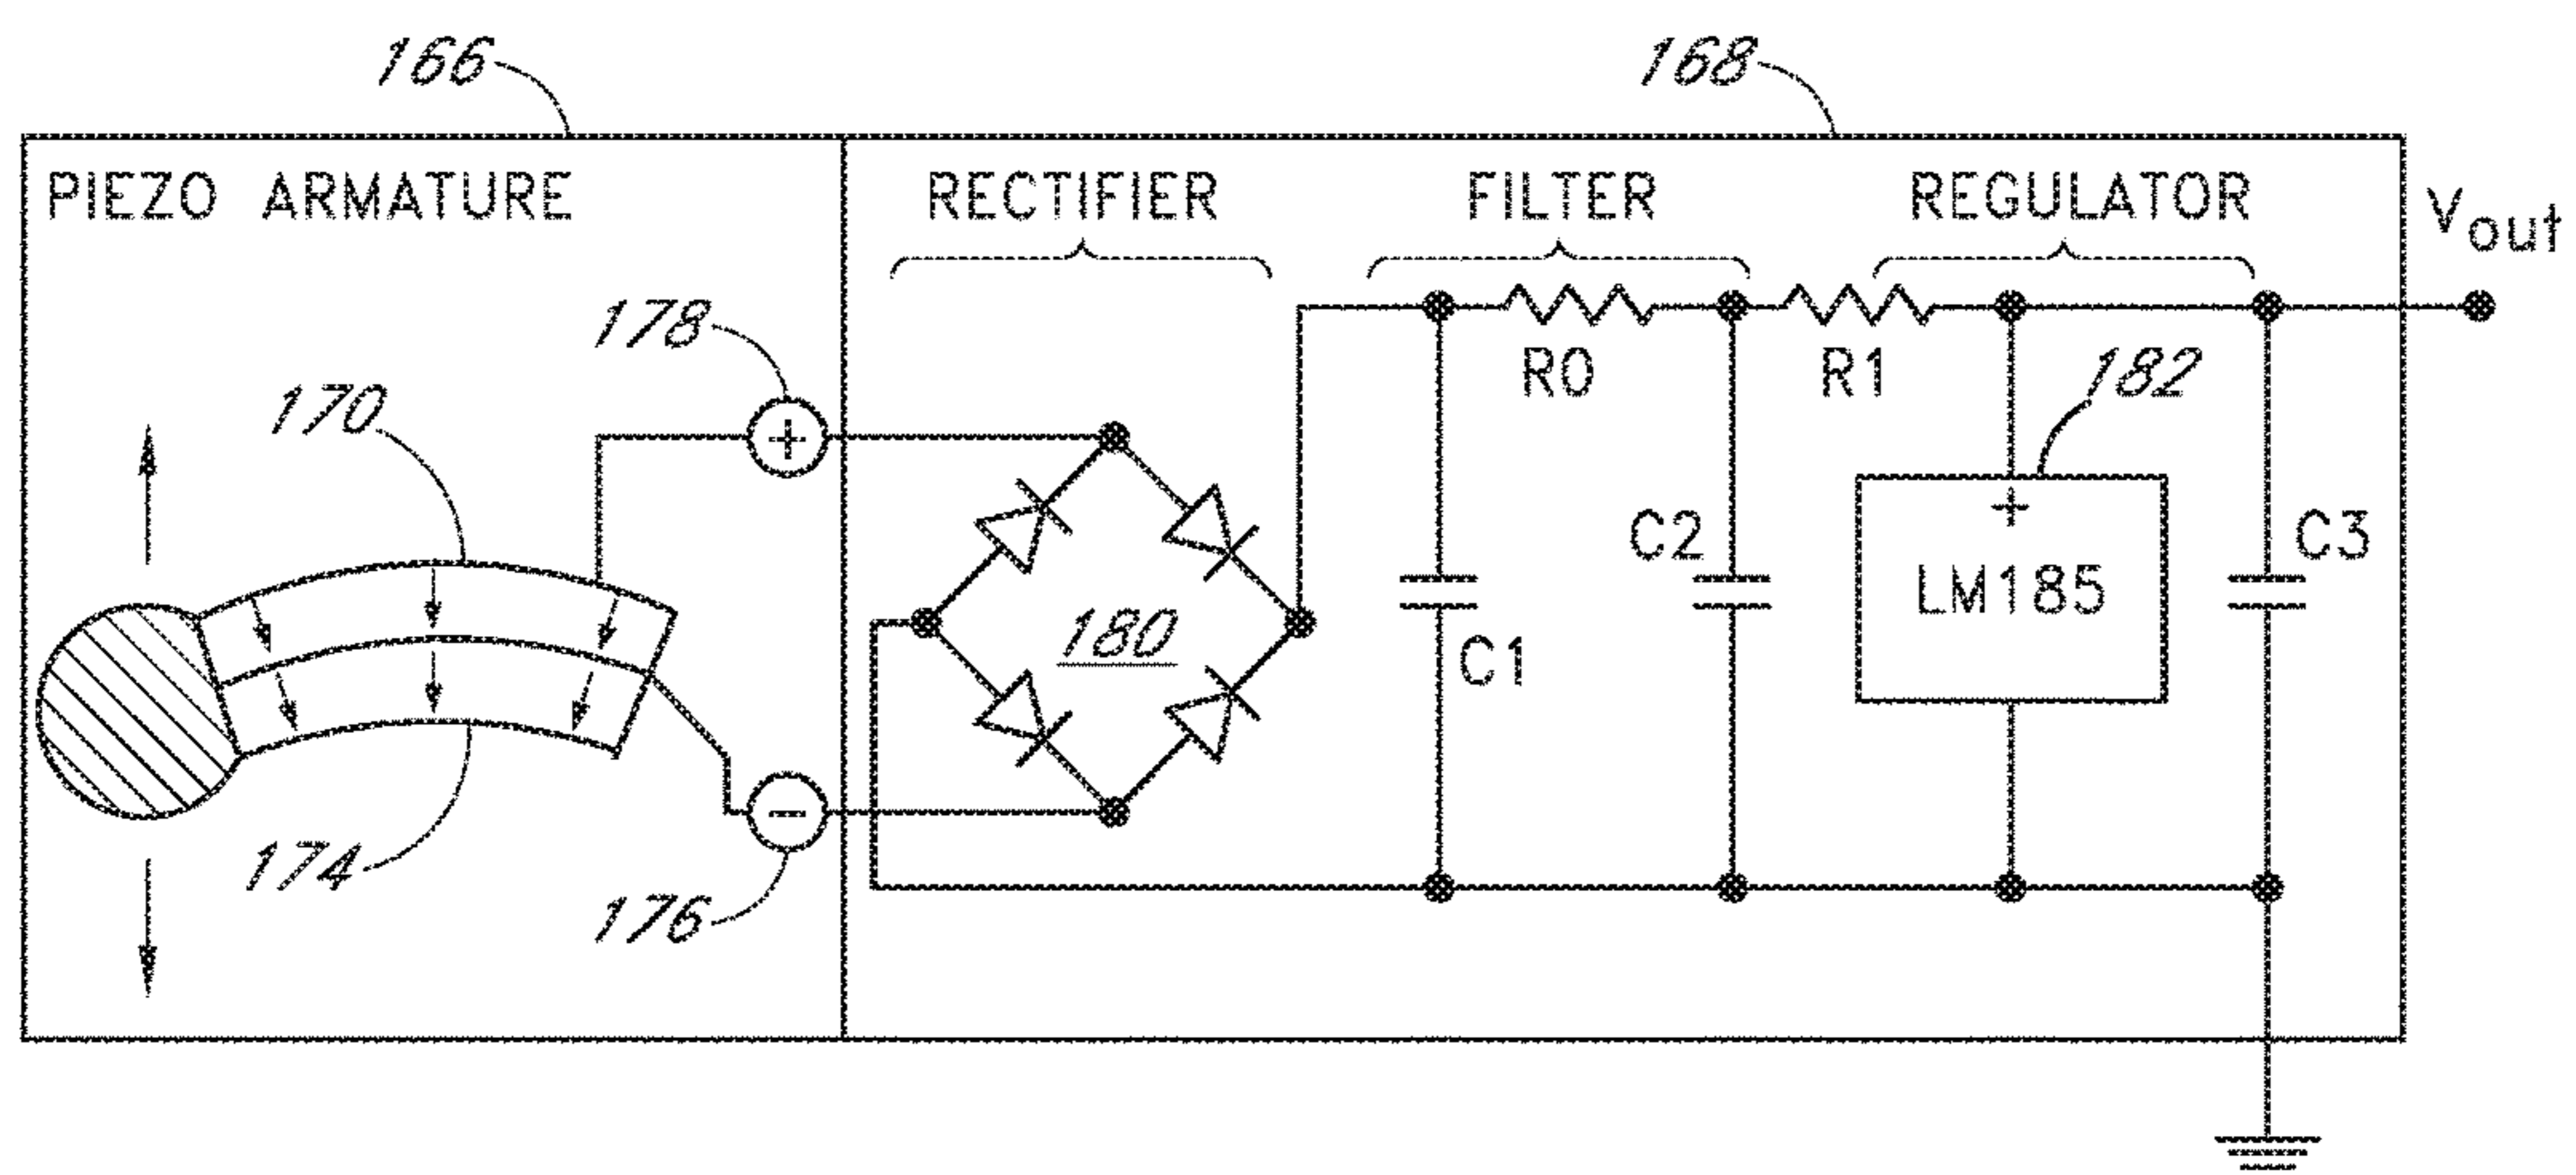 166
168
PIEZO ARMATURE
RECTIFIER
FILTER
REGULATOR
Vout
178
170
+
R0
R1
182
+
C2
C3
LM185
180
C1
174
−
176